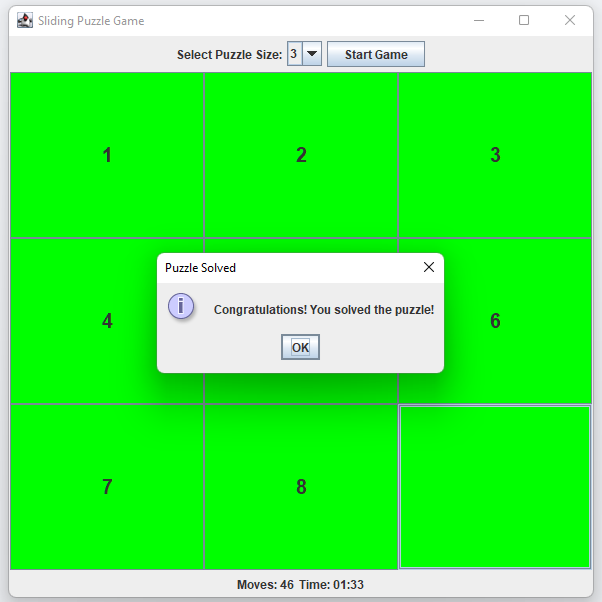 Sliding Puzzle Game
Select Puzzle Size: 3 Start Game
1 2 3
Puzzle Solved
Congratulations! You solved the puzzle!
4 6
OK
7 8
Moves: 46 Time: 01:33